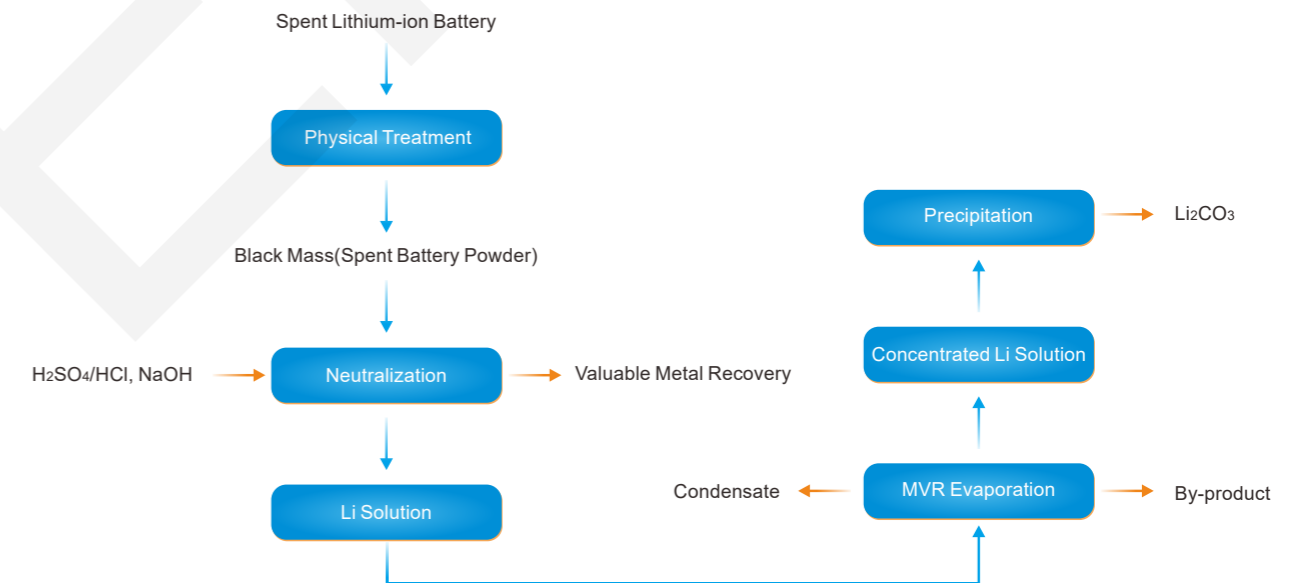 Spent Lithium-ion Battery
Physical Treatment
Black Mass(Spent Battery Powder)
H2SO4/HCl, NaOH
Neutralization
Valuable Metal Recovery
Li Solution
Precipitation
Li2CO3
Concentrated Li Solution
Condensate
MVR Evaporation
By-product